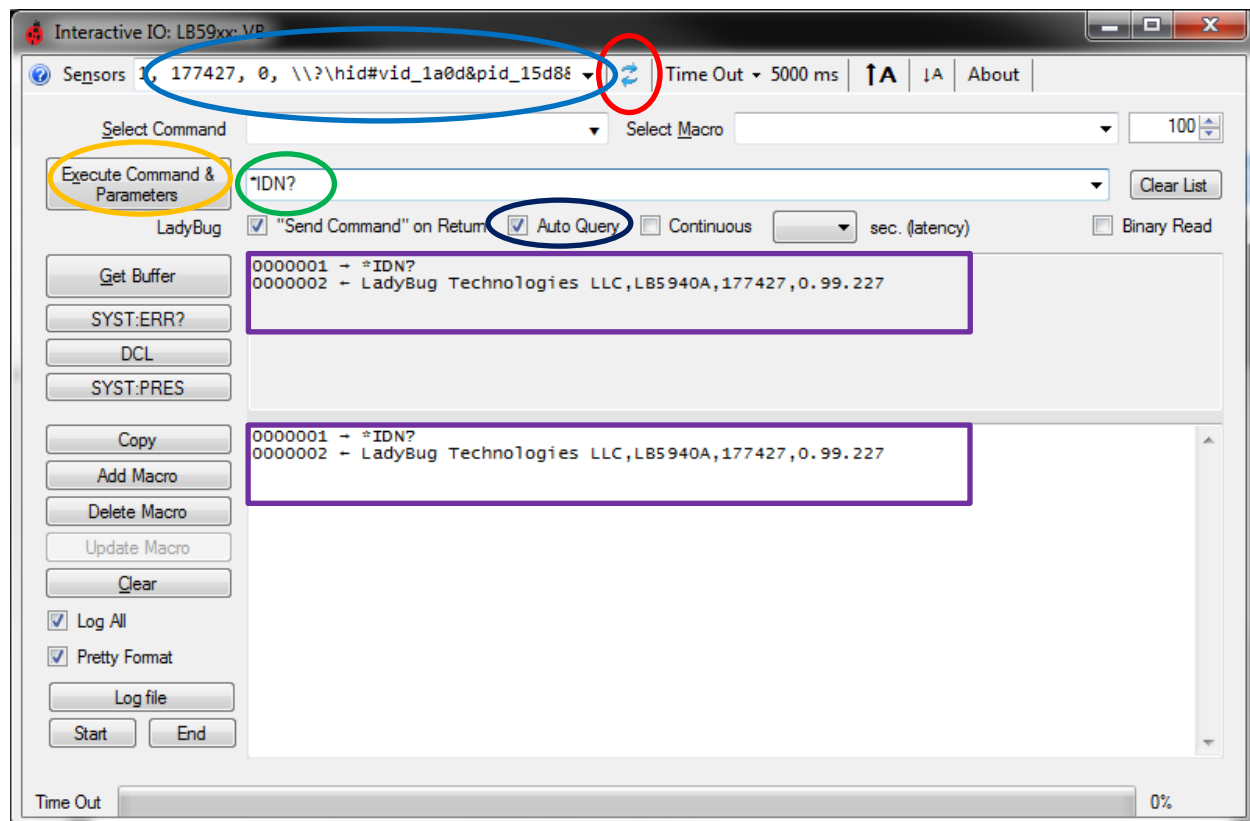 Interactive IO: LB59xx: VB
Sensors 1, 177427, 0, \\?\hid#vid_1a0d&pid_15d8& Time Out 5000 ms ↑A ↓A About
Select Command Select Macro 100
Execute Command &
Parameters
*IDN? Clear List
LadyBug "Send Command" on Return Auto Query Continuous sec. (latency) Binary Read
Get Buffer
0000001 → *IDN?
0000002 ← LadyBug Technologies LLC,LB5940A,177427,0.99.227
SYST:ERR?
DCL
SYST:PRES
Copy
0000001 → *IDN?
0000002 ← LadyBug Technologies LLC,LB5940A,177427,0.99.227
Add Macro
Delete Macro
Update Macro
Clear
Log All
Pretty Format
Log file
Start End
Time Out 0%